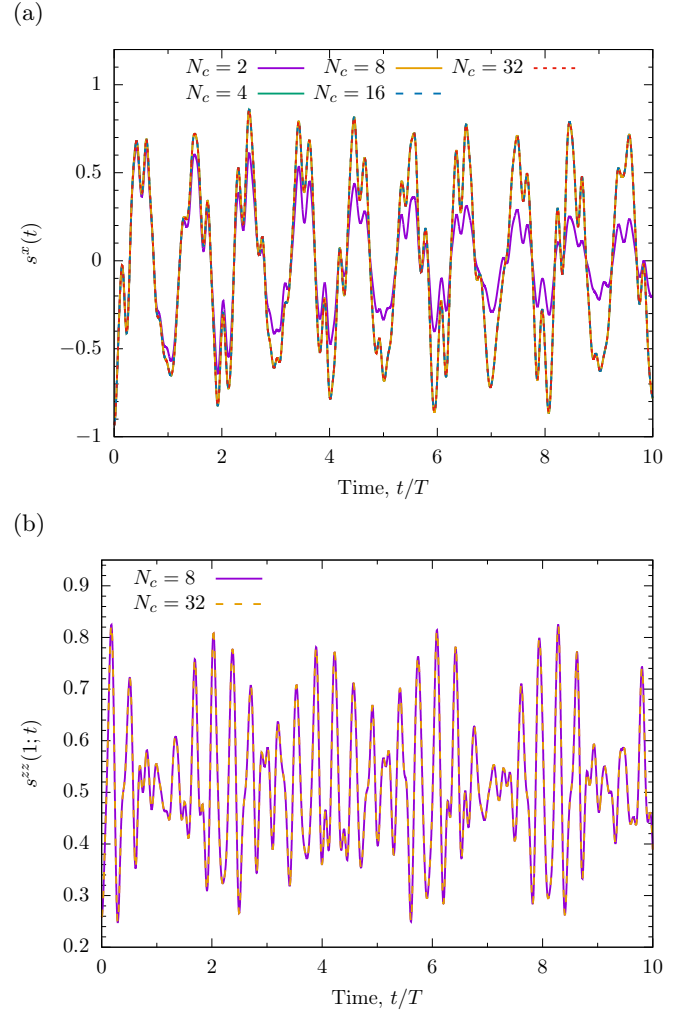 (a)
N_c = 2 N_c = 8 N_c = 32
N_c = 4 N_c = 16
1
0.5
0
−0.5
−1
s^x(t)
0 2 4 6 8 10
Time, t/T
(b)
N_c = 8
N_c = 32
0.9
0.8
0.7
0.6
0.5
0.4
0.3
0.2
s^{zz}(1; t)
0 2 4 6 8 10
Time, t/T